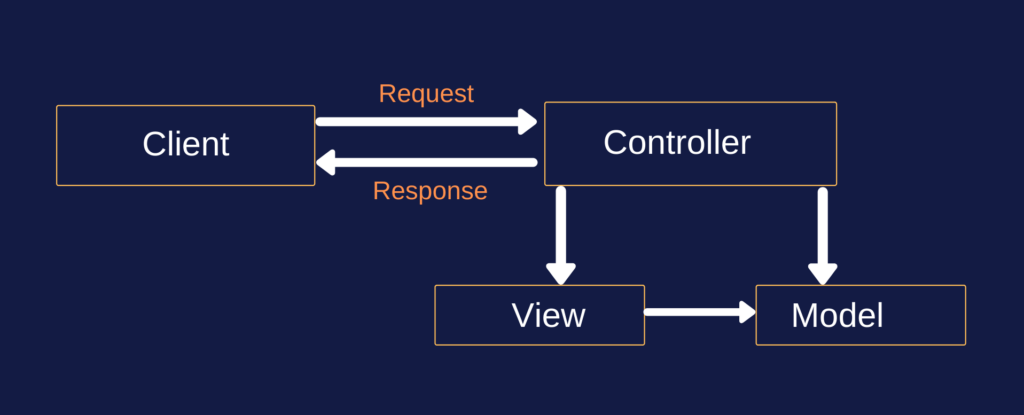 Request
Client
Controller
Response
View
Model